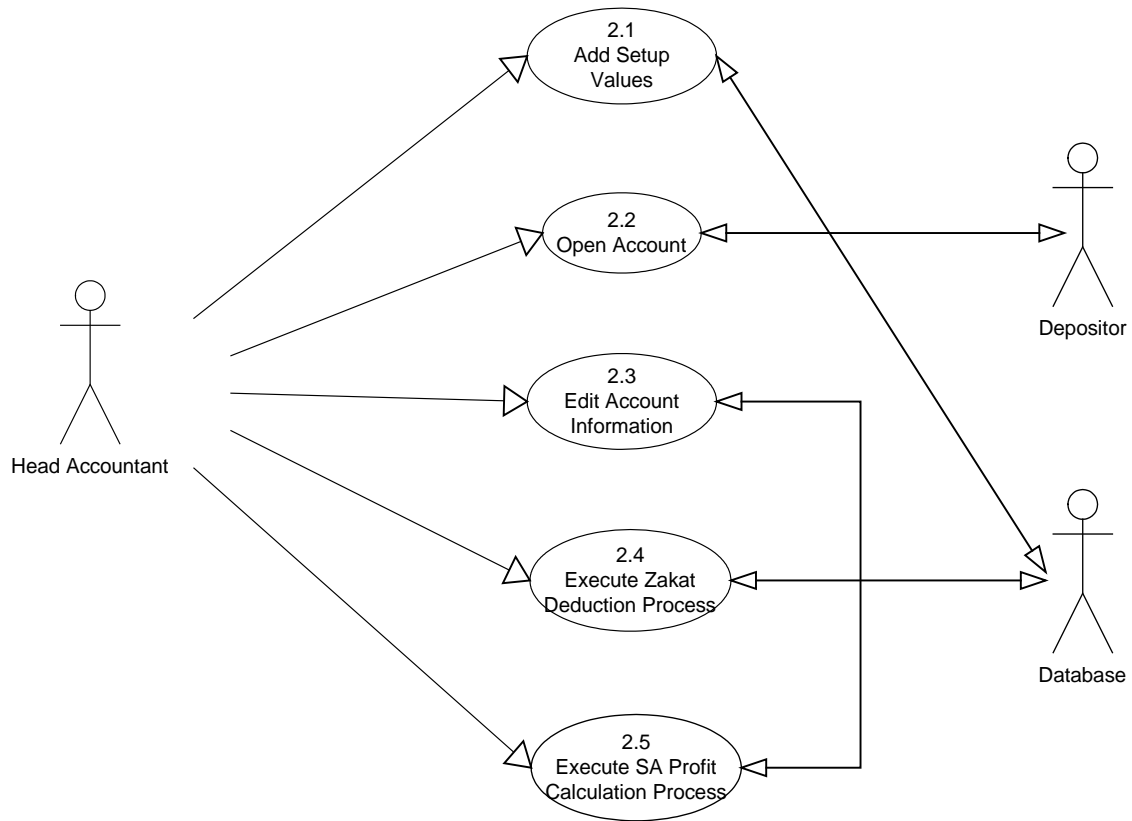 2.1
Add Setup
Values
2.2
Open Account
Depositor
2.3
Edit Account
Information
Head Accountant
2.4
Execute Zakat
Deduction Process
Database
2.5
Execute SA Profit
Calculation Process